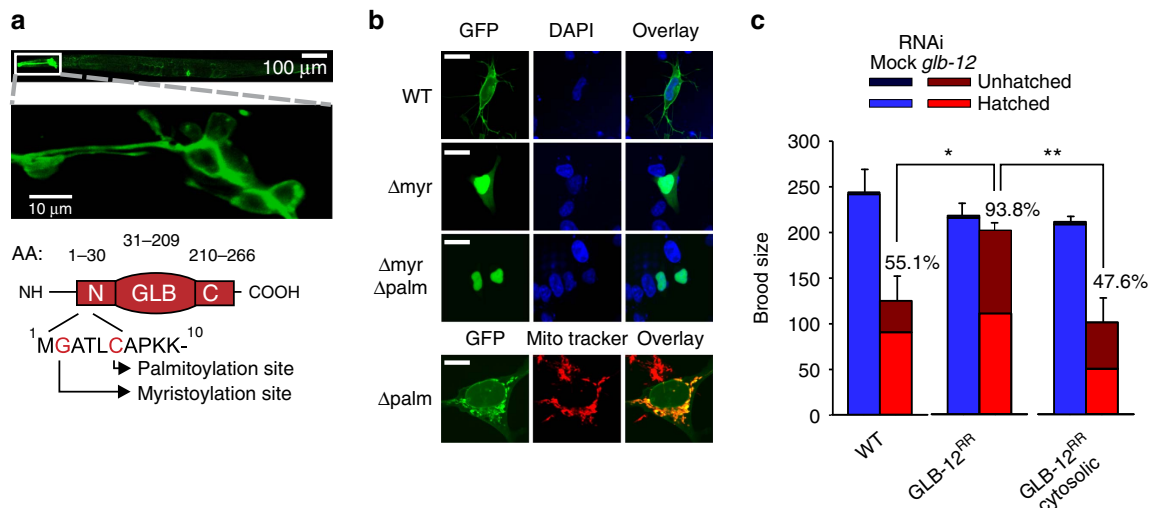 a
100 µm
10 µm
31–209
AA: 1–30 210–266
NH N GLB C COOH
1 MGATLCAPKK- 10
Palmitoylation site
Myristoylation site
b
GFP DAPI Overlay
WT
Δmyr
Δmyr
Δpalm
GFP Mito tracker Overlay
Δpalm
c
RNAi
Mock glb-12
Unhatched
Hatched
Brood size
300
250
200
150
100
50
0
* **
55.1%
93.8%
47.6%
WT
GLB-12RR
GLB-12RR
cytosolic